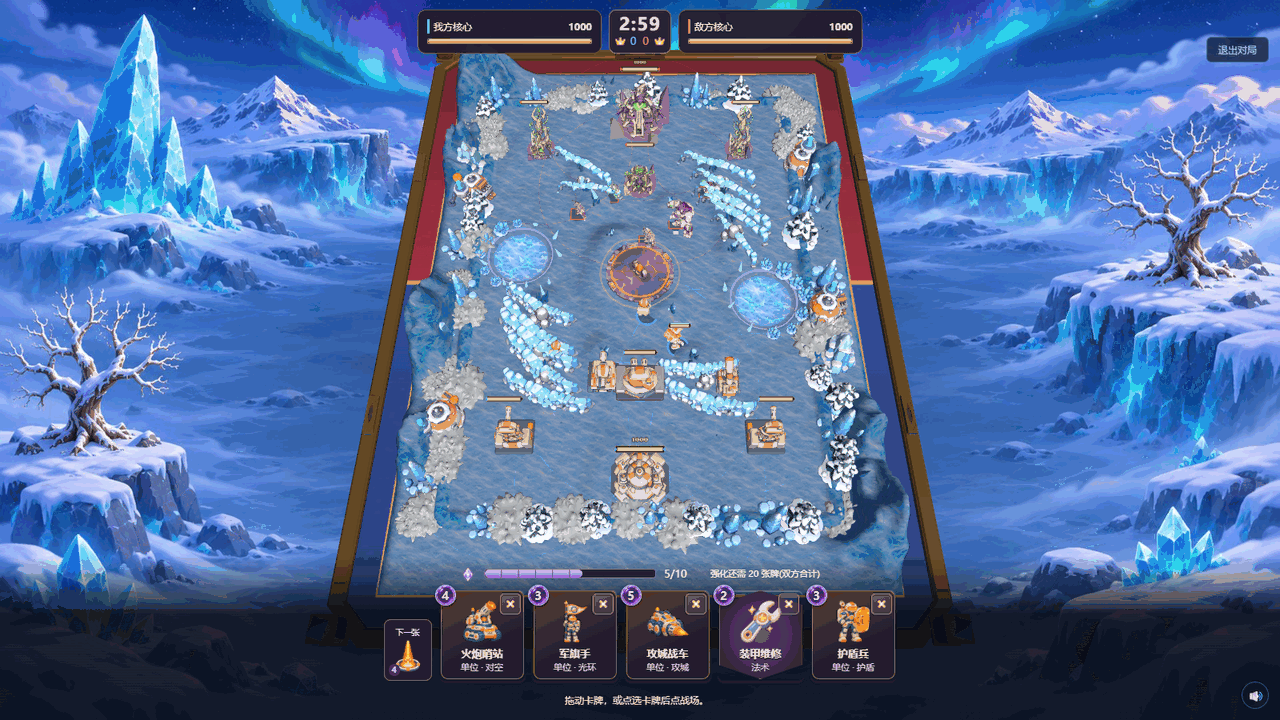 我方核心 1000
2:59
0 0
敌方核心 1000
退出对局
1000
5/10
强化还需 20 张牌(双方合计)
下一张
4
4
火炮哨站
单位·对空
3
军旗手
单位·光环
5
攻城战车
单位·攻城
2
装甲维修
法术
3
护盾兵
单位·护盾
拖动卡牌，或点选卡牌后点战场。